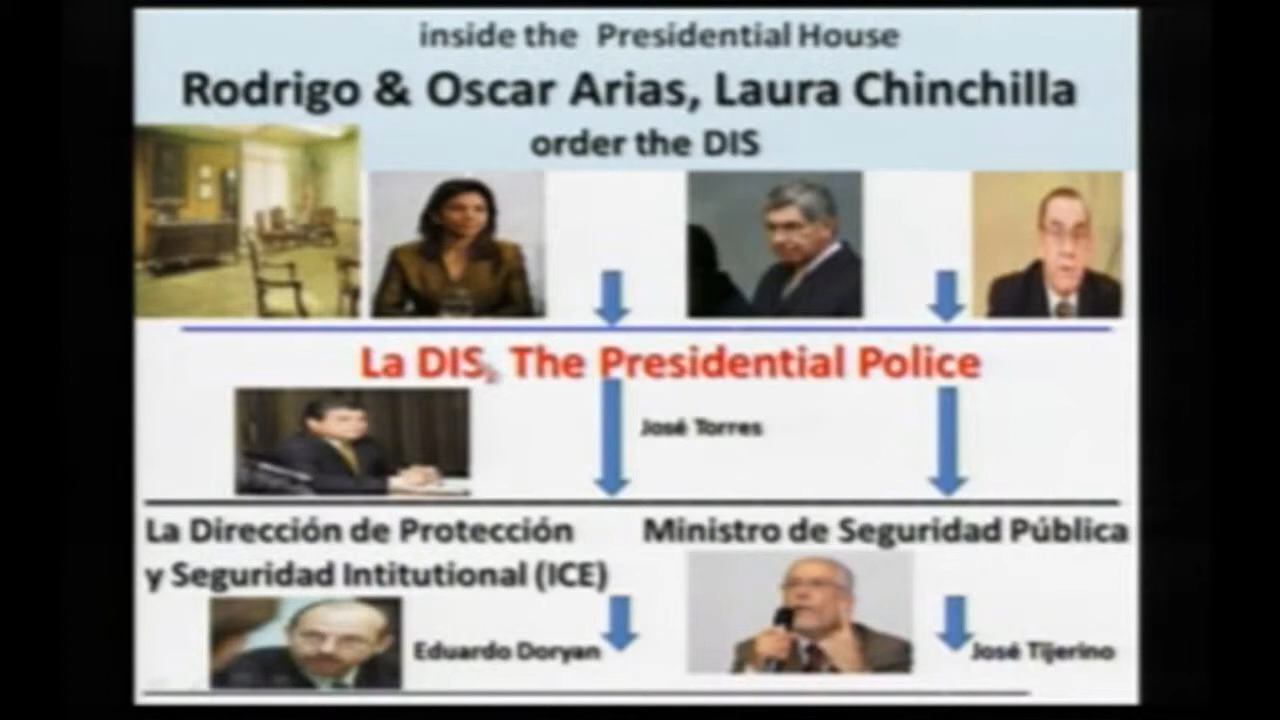 inside the Presidential House
Rodrigo & Oscar Arias, Laura Chinchilla
order the DIS
La DIS, The Presidential Police
José Torres
La Dirección de Protección
y Seguridad Intitutional (ICE)
Ministro de Seguridad Pública
Eduardo Doryan
José Tijerino